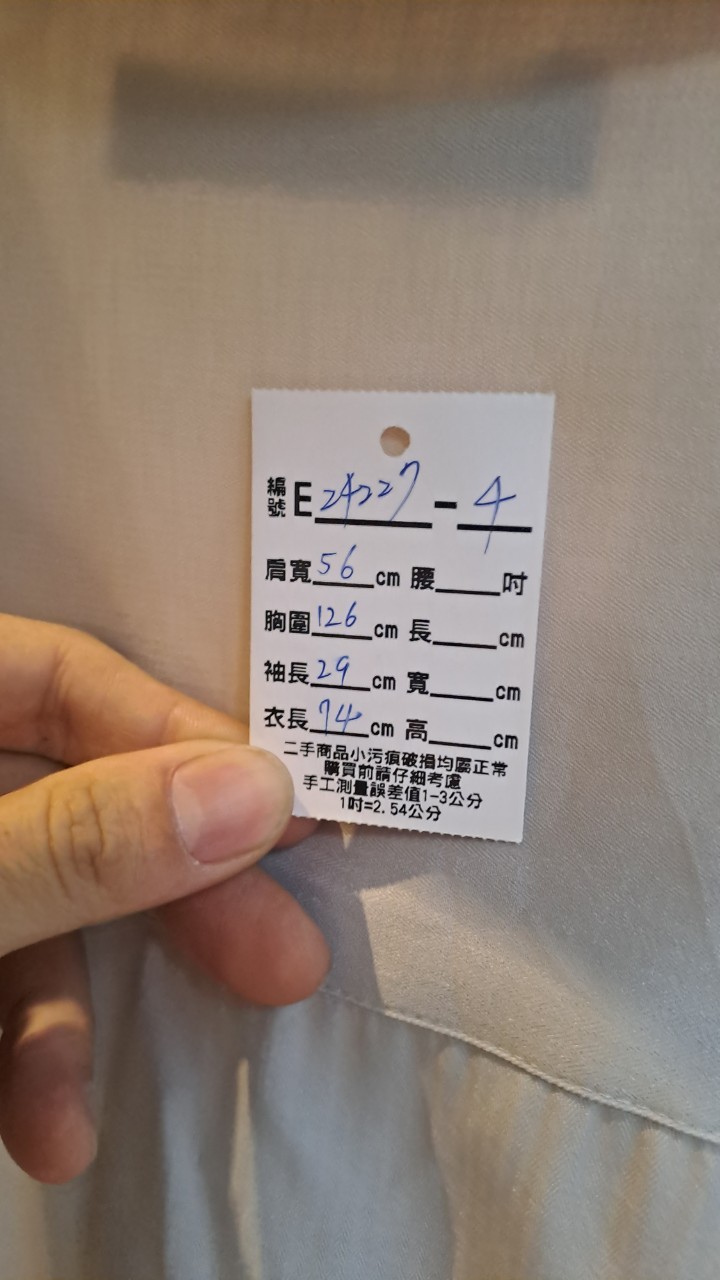 編號 E 24227 - 4
肩寬 56 cm 腰 吋
胸圍 126 cm 長 cm
袖長 29 cm 寬 cm
衣長 74 cm 高 cm
二手商品小污痕破損均屬正常
購買前請仔細考慮
手工測量誤差值1-3公分
1吋=2.54公分